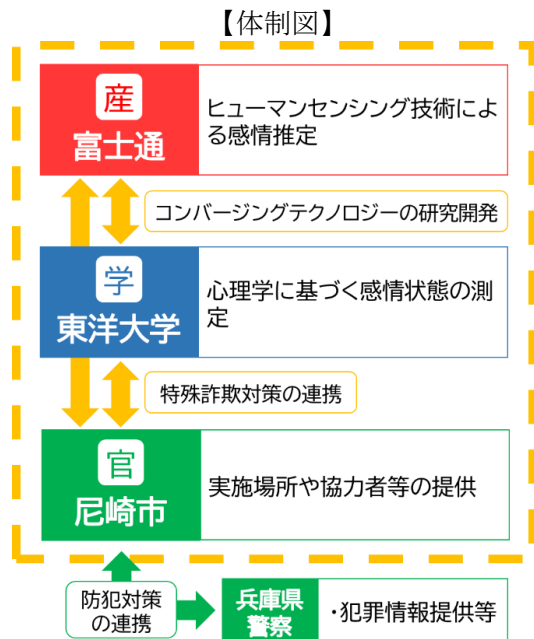 【体制図】
産
富士通
ヒューマンセンシング技術によ
る感情推定
コンバージングテクノロジーの研究開発
学
東洋大学
心理学に基づく感情状態の測
定
特殊詐欺対策の連携
官
尼崎市
実施場所や協力者等の提供
防犯対策
の連携
兵庫県
警察
・犯罪情報提供等